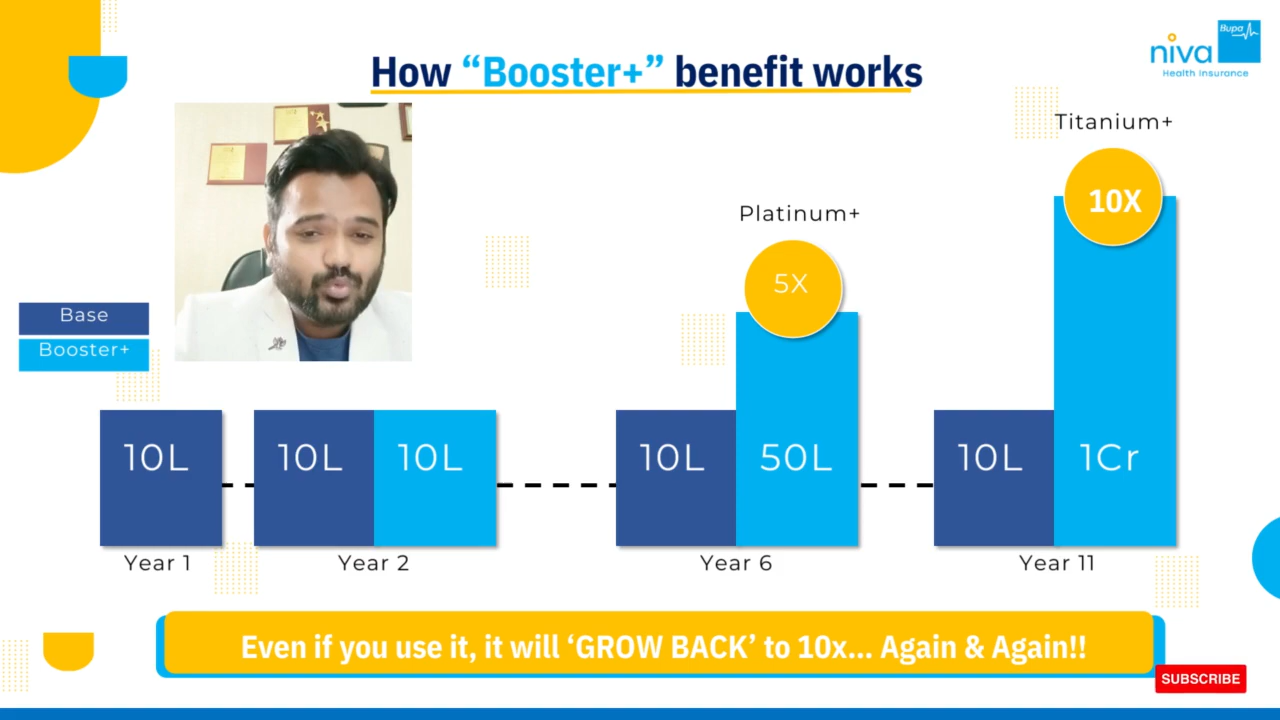 How “Booster+” benefit works
Bupa
niva
Health Insurance
Titanium+
10X
Platinum+
5X
Base
Booster+
10L
10L
10L
10L
50L
10L
1Cr
Year 1
Year 2
Year 6
Year 11
Even if you use it, it will ‘GROW BACK’ to 10x... Again & Again!!
SUBSCRIBE